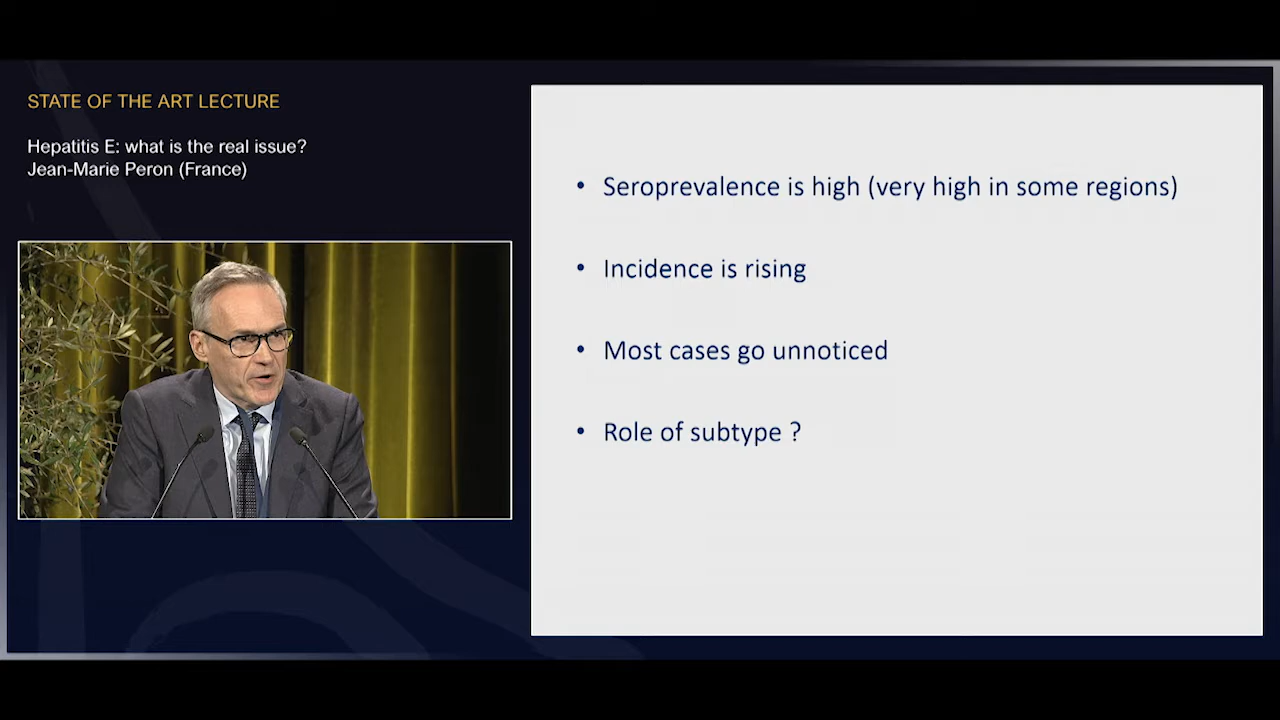 STATE OF THE ART LECTURE
Hepatitis E: what is the real issue?
Jean-Marie Peron (France)
• Seroprevalence is high (very high in some regions)
• Incidence is rising
• Most cases go unnoticed
• Role of subtype ?